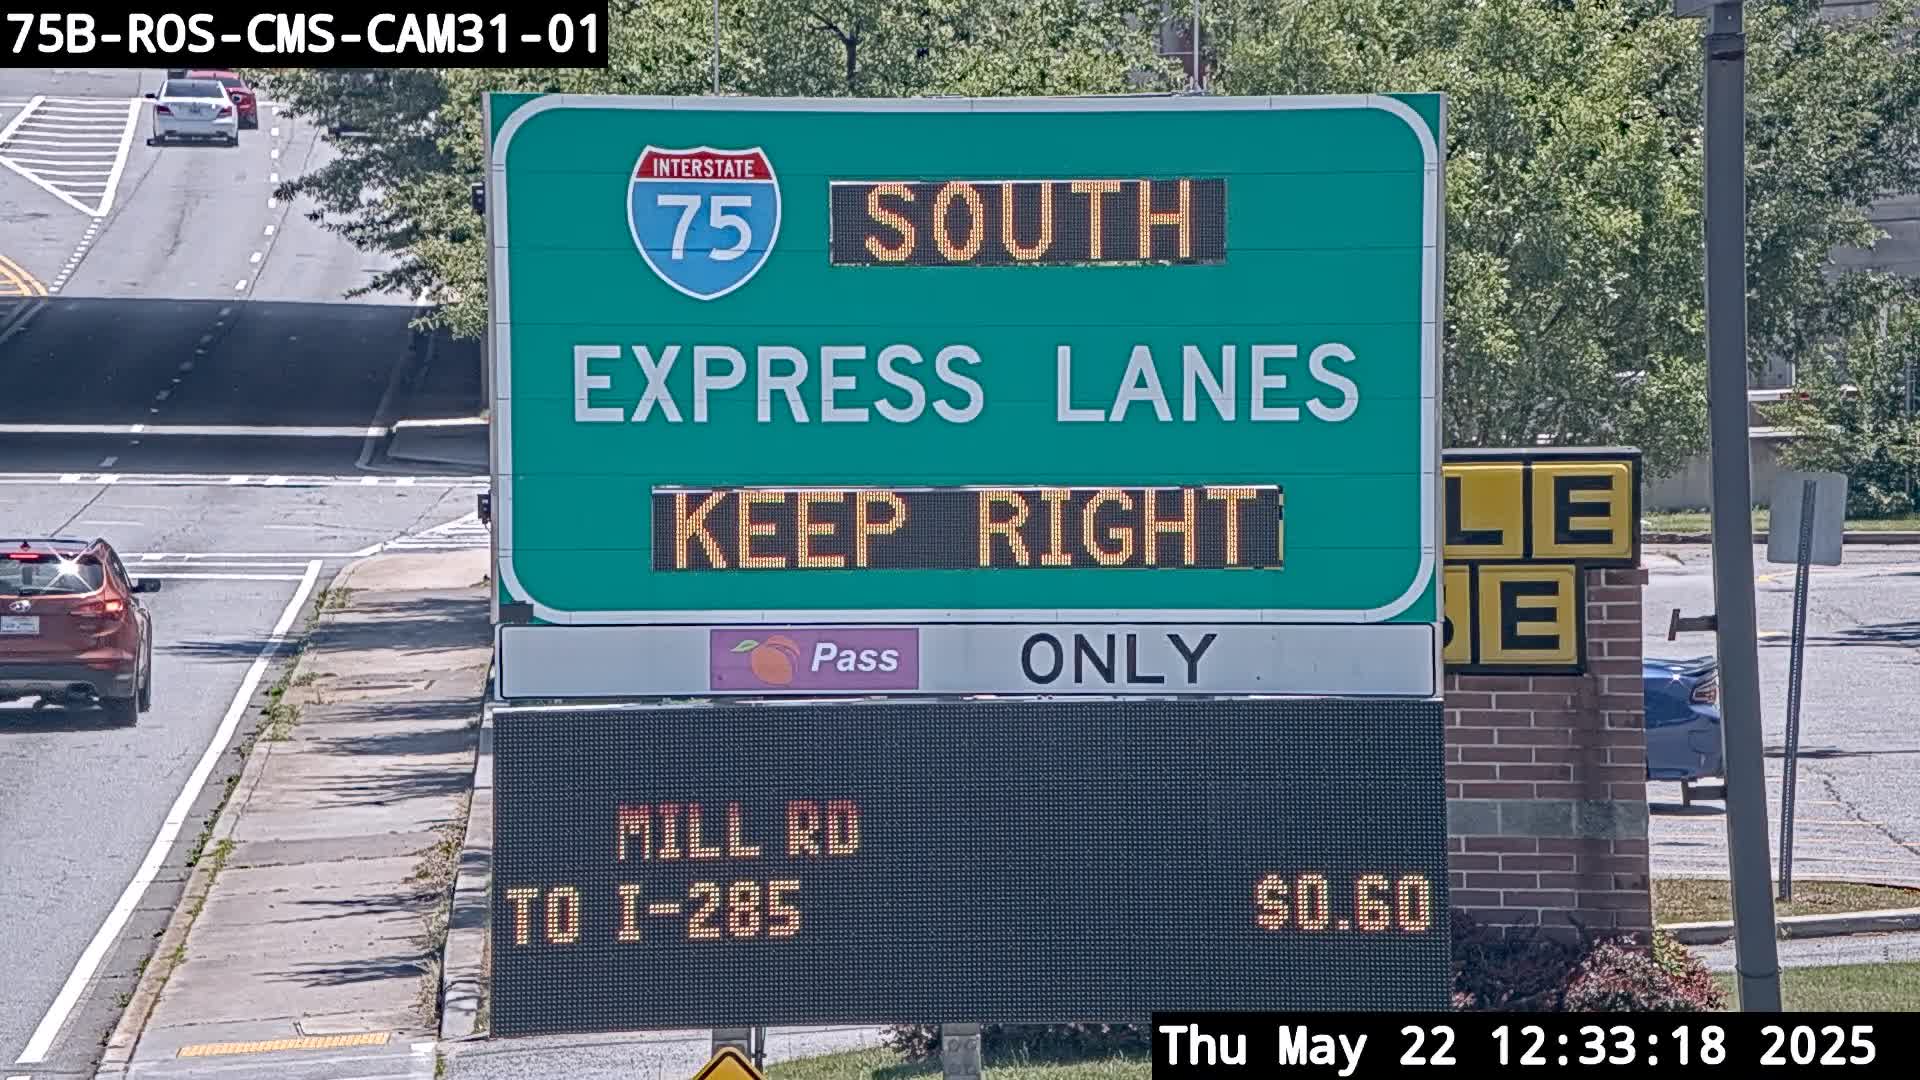 75B-ROS-CMS-CAM31-01
INTERSTATE
75
SOUTH
EXPRESS LANES
KEEP RIGHT
Pass ONLY
MILL RD
TO I-285 $0.60
LE
E
Thu May 22 12:33:18 2025